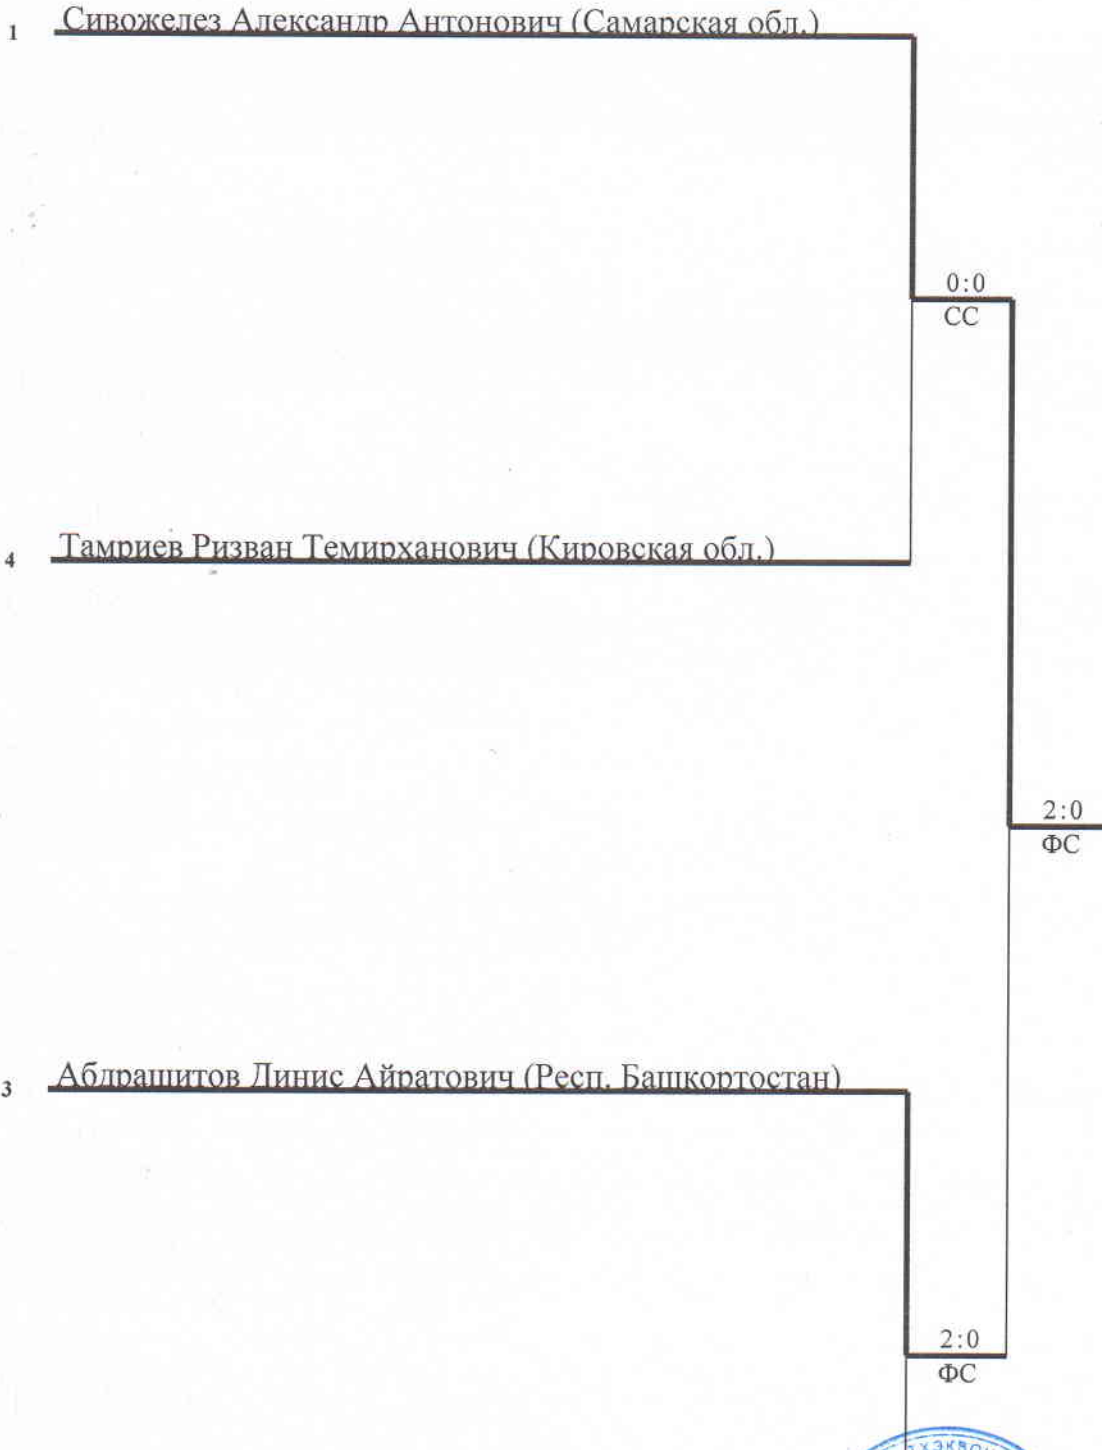 1 Сивожелез Александр Антонович (Самарская обл.)
0:0
СС
4 Тамриев Ризван Темирханович (Кировская обл.)
2:0
ФС
3 Абдрашитов Динис Айратович (Респ. Башкортостан)
2:0
ФС